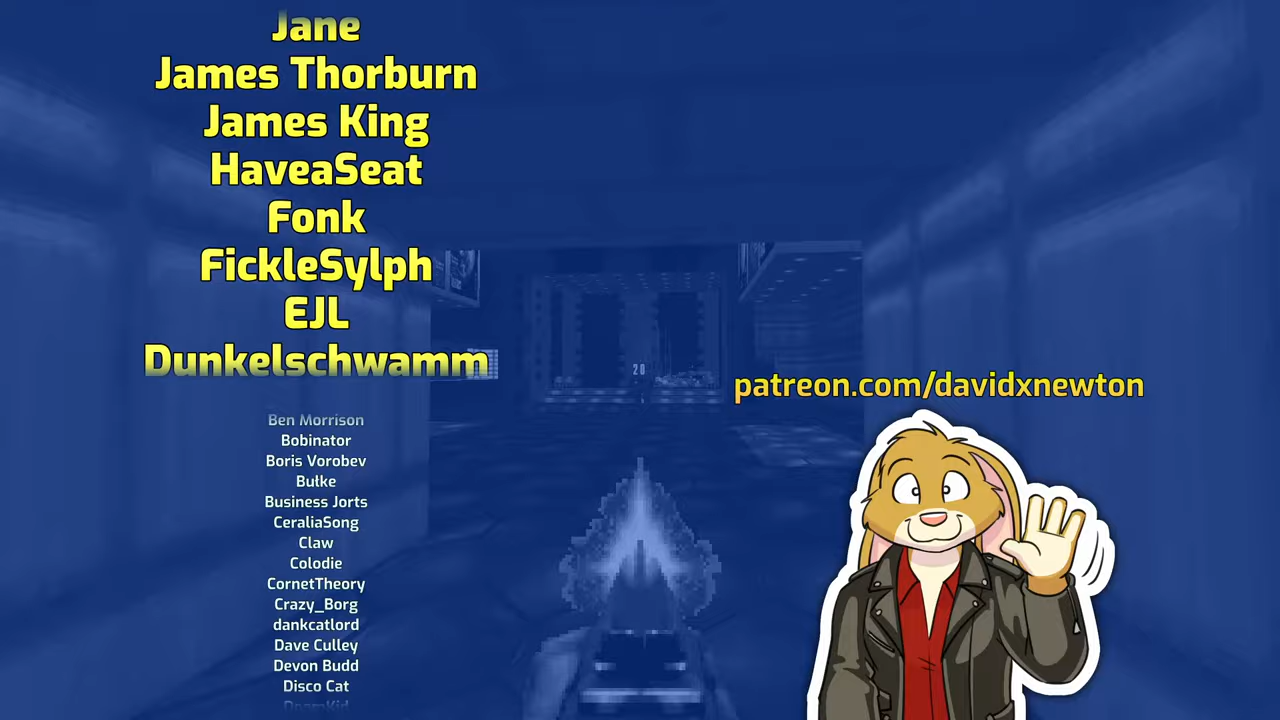 Jane
James Thorburn
James King
HaveaSeat
Fonk
FickleSylph
EJL
Dunkelschwamm
28
patreon.com/davidxnewton
Ben Morrison
Bobinator
Boris Vorobev
Bułke
Business Jorts
CeraliaSong
Claw
Colodie
CornetTheory
Crazy_Borg
dankcatlord
Dave Culley
Devon Budd
Disco Cat